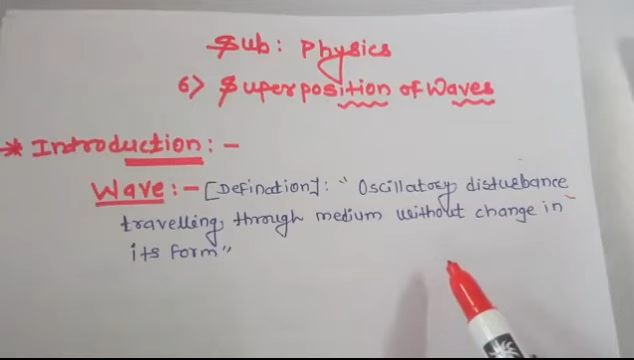 Sub: Physics
6> Superposition of Waves
* Introduction:-
Wave:- [Defination]: "Oscillatory disturbance
travelling through medium without change in
its form"